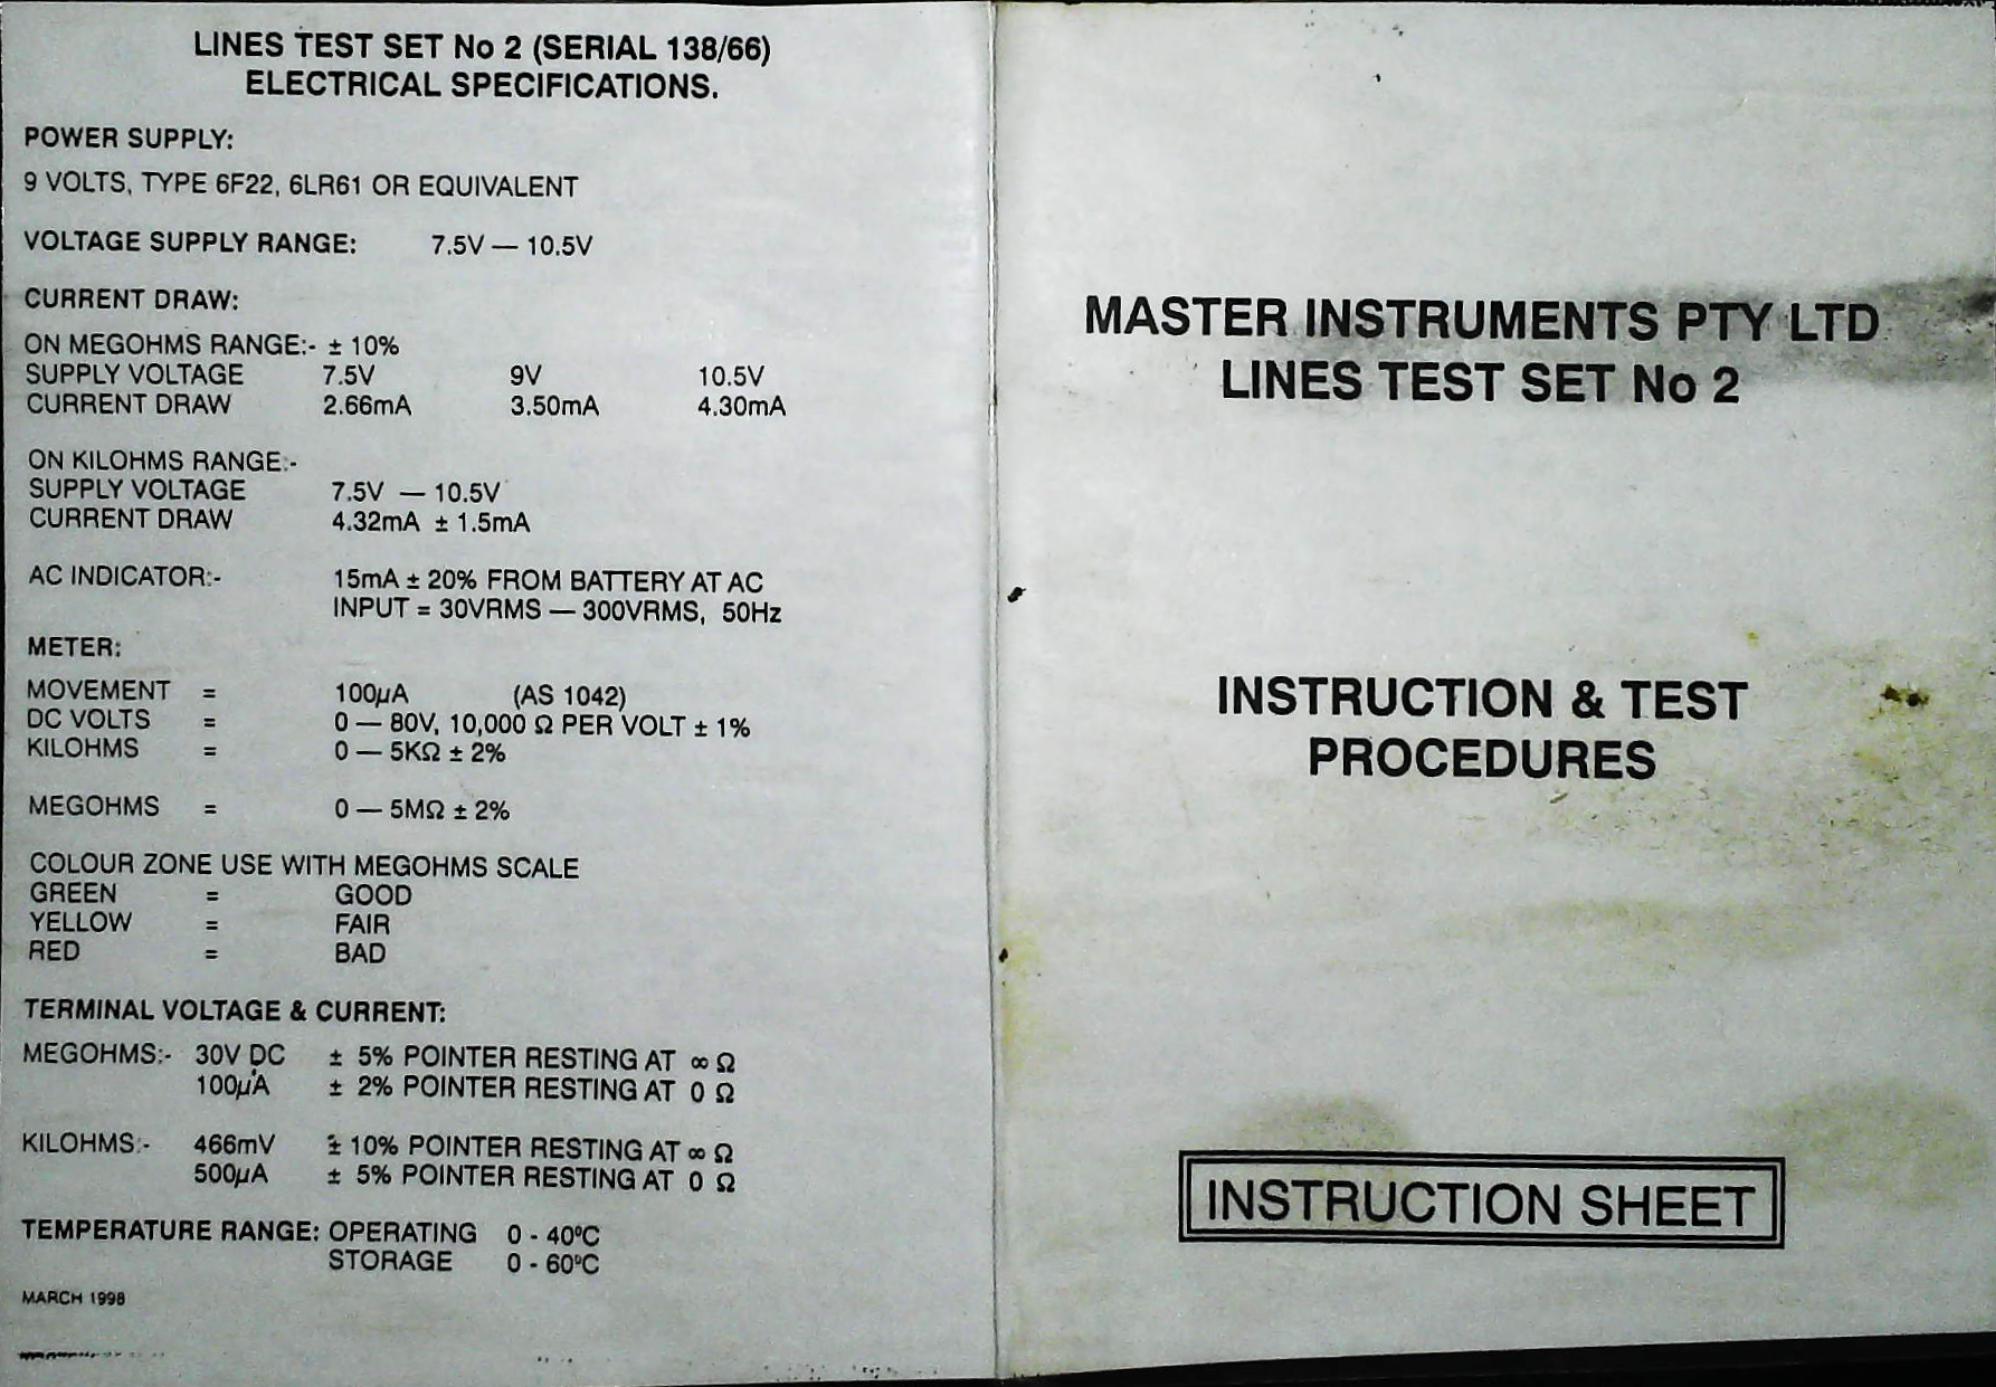 LINES TEST SET No 2 (SERIAL 138/66)
ELECTRICAL SPECIFICATIONS.
POWER SUPPLY:
9 VOLTS, TYPE 6F22, 6LR61 OR EQUIVALENT
VOLTAGE SUPPLY RANGE: 7.5V — 10.5V
CURRENT DRAW:
ON MEGOHMS RANGE:- ± 10%
SUPPLY VOLTAGE 7.5V 9V 10.5V
CURRENT DRAW 2.66mA 3.50mA 4.30mA
ON KILOHMS RANGE:-
SUPPLY VOLTAGE 7.5V — 10.5V
CURRENT DRAW 4.32mA ± 1.5mA
AC INDICATOR:- 15mA ± 20% FROM BATTERY AT AC
INPUT = 30VRMS — 300VRMS, 50Hz
METER:
MOVEMENT = 100µA (AS 1042)
DC VOLTS = 0 — 80V, 10,000 Ω PER VOLT ± 1%
KILOHMS = 0 — 5KΩ ± 2%
MEGOHMS = 0 — 5MΩ ± 2%
COLOUR ZONE USE WITH MEGOHMS SCALE
GREEN = GOOD
YELLOW = FAIR
RED = BAD
TERMINAL VOLTAGE & CURRENT:
MEGOHMS:- 30V DC ± 5% POINTER RESTING AT ∞ Ω
100µA ± 2% POINTER RESTING AT 0 Ω
KILOHMS:- 466mV ± 10% POINTER RESTING AT ∞ Ω
500µA ± 5% POINTER RESTING AT 0 Ω
TEMPERATURE RANGE: OPERATING 0 - 40ºC
STORAGE 0 - 60ºC
MARCH 1998
MASTER INSTRUMENTS PTY LTD
LINES TEST SET No 2
INSTRUCTION & TEST
PROCEDURES
INSTRUCTION SHEET